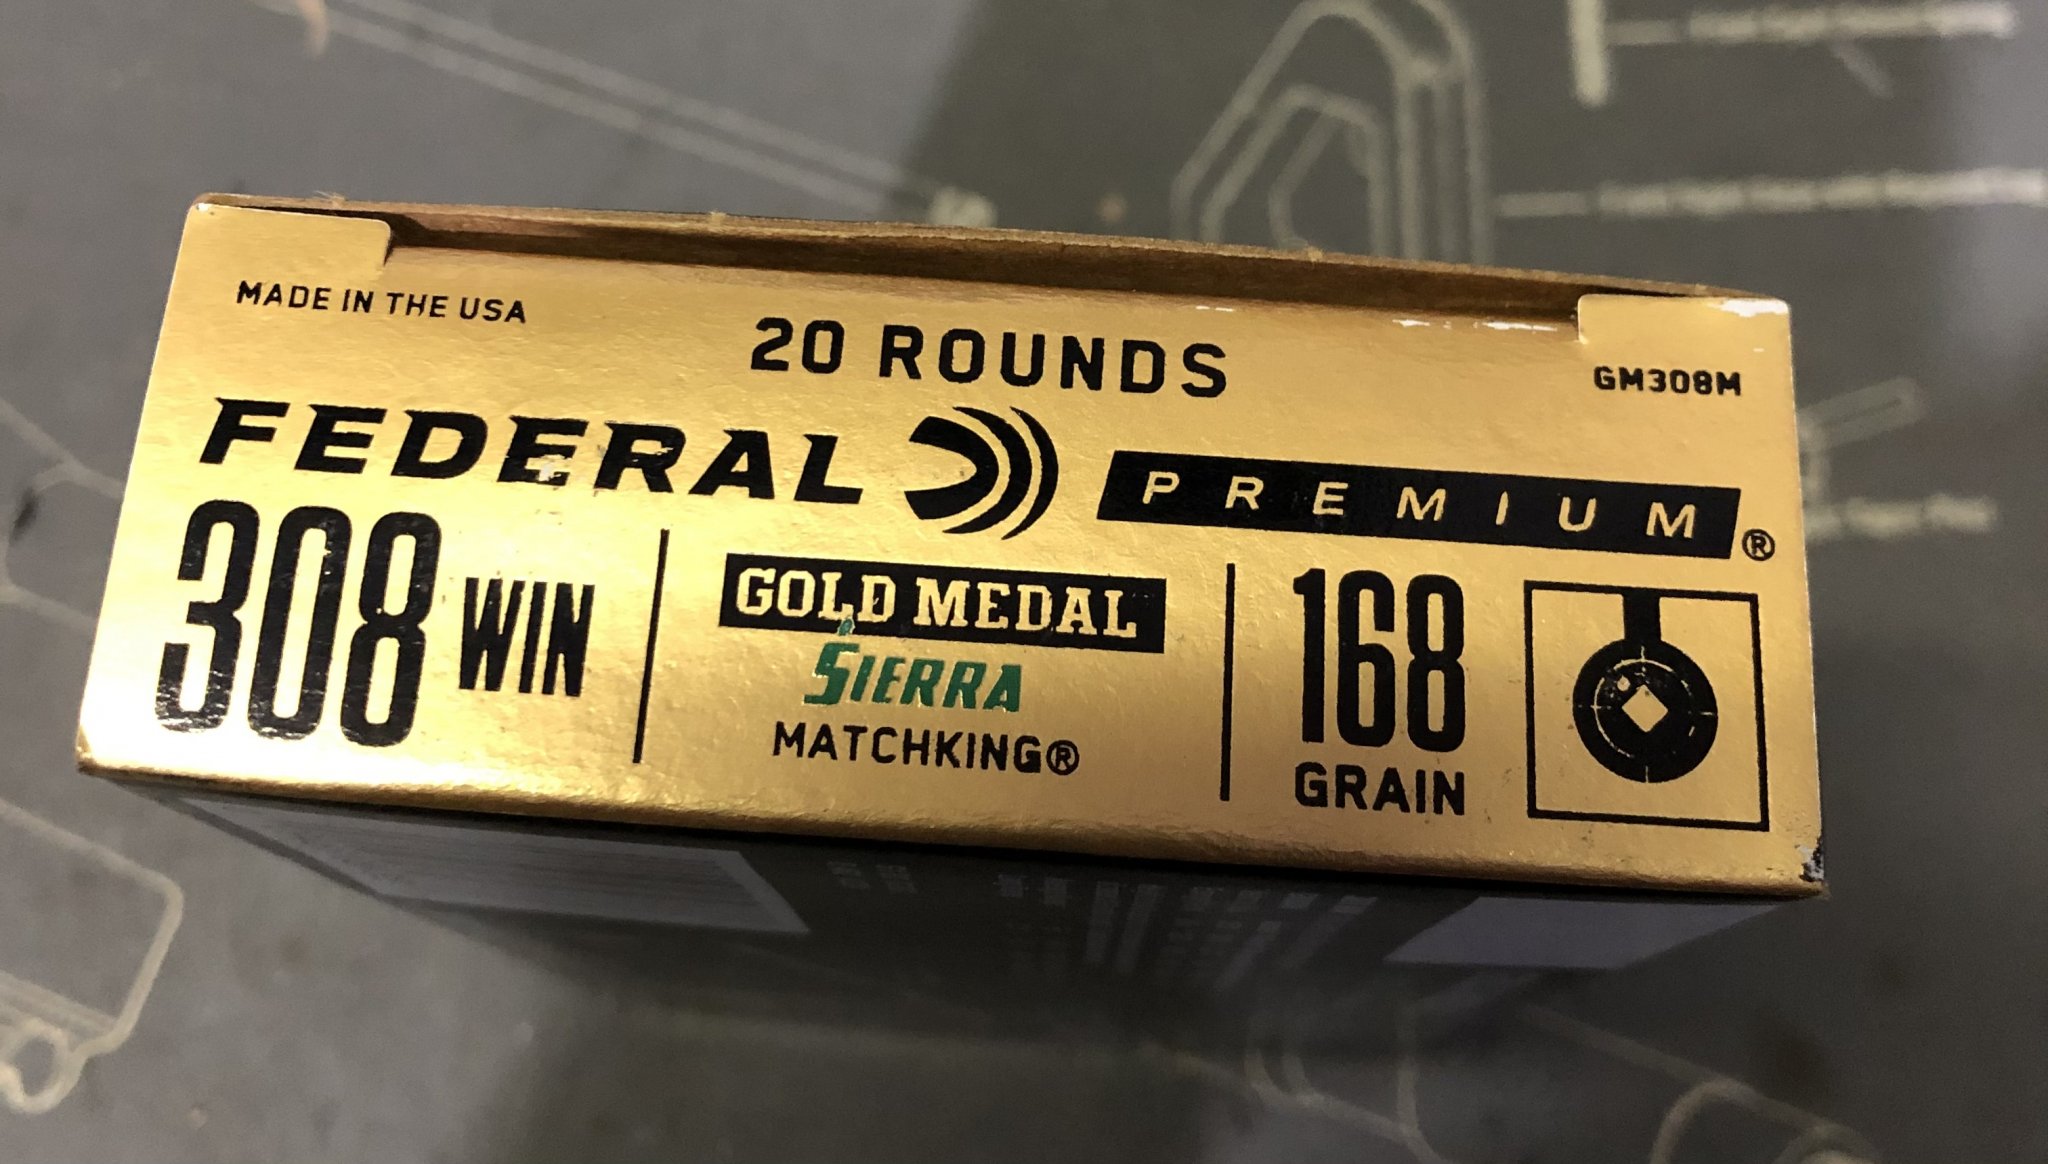 MADE IN THE USA
20 ROUNDS
GM308M
FEDERAL PREMIUM®
308 WIN
GOLD MEDAL
SIERRA
MATCHKING®
168
GRAIN